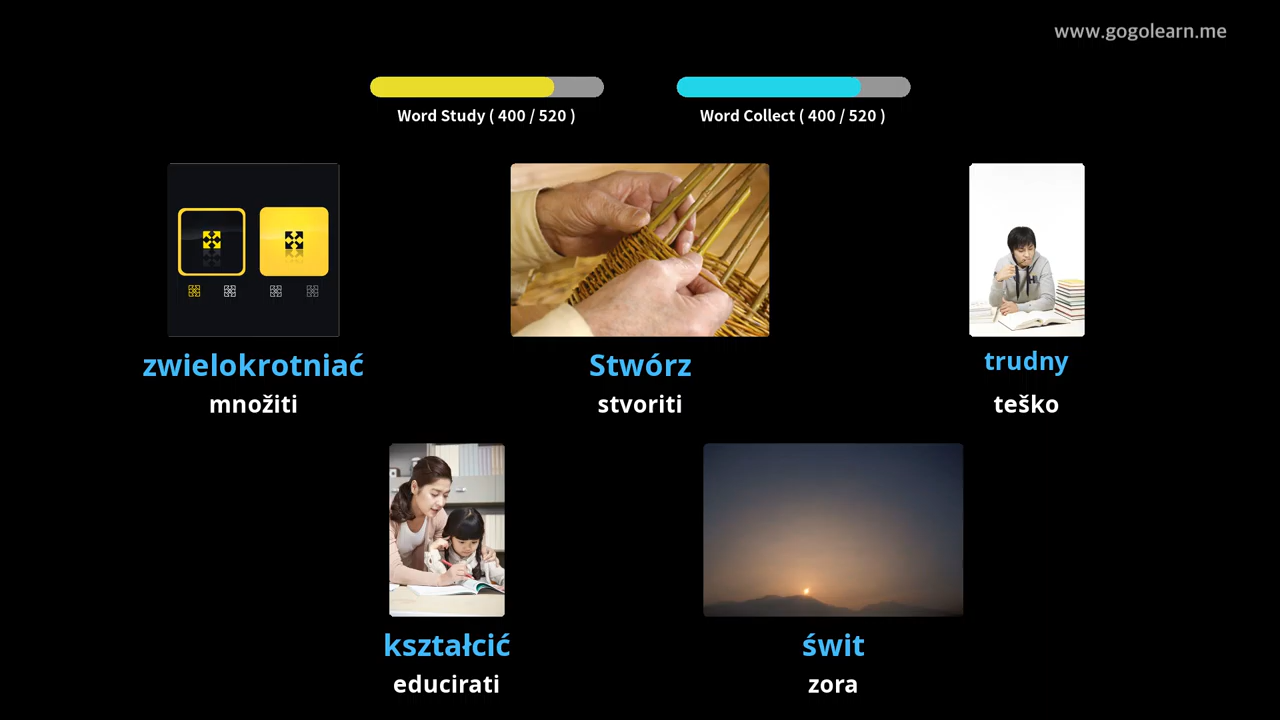 www.gogolearn.me
Word Study ( 400 / 520 )
Word Collect ( 400 / 520 )
zwielokrotniać
množiti
Stwórz
stvoriti
trudny
teško
kształcić
educirati
świt
zora